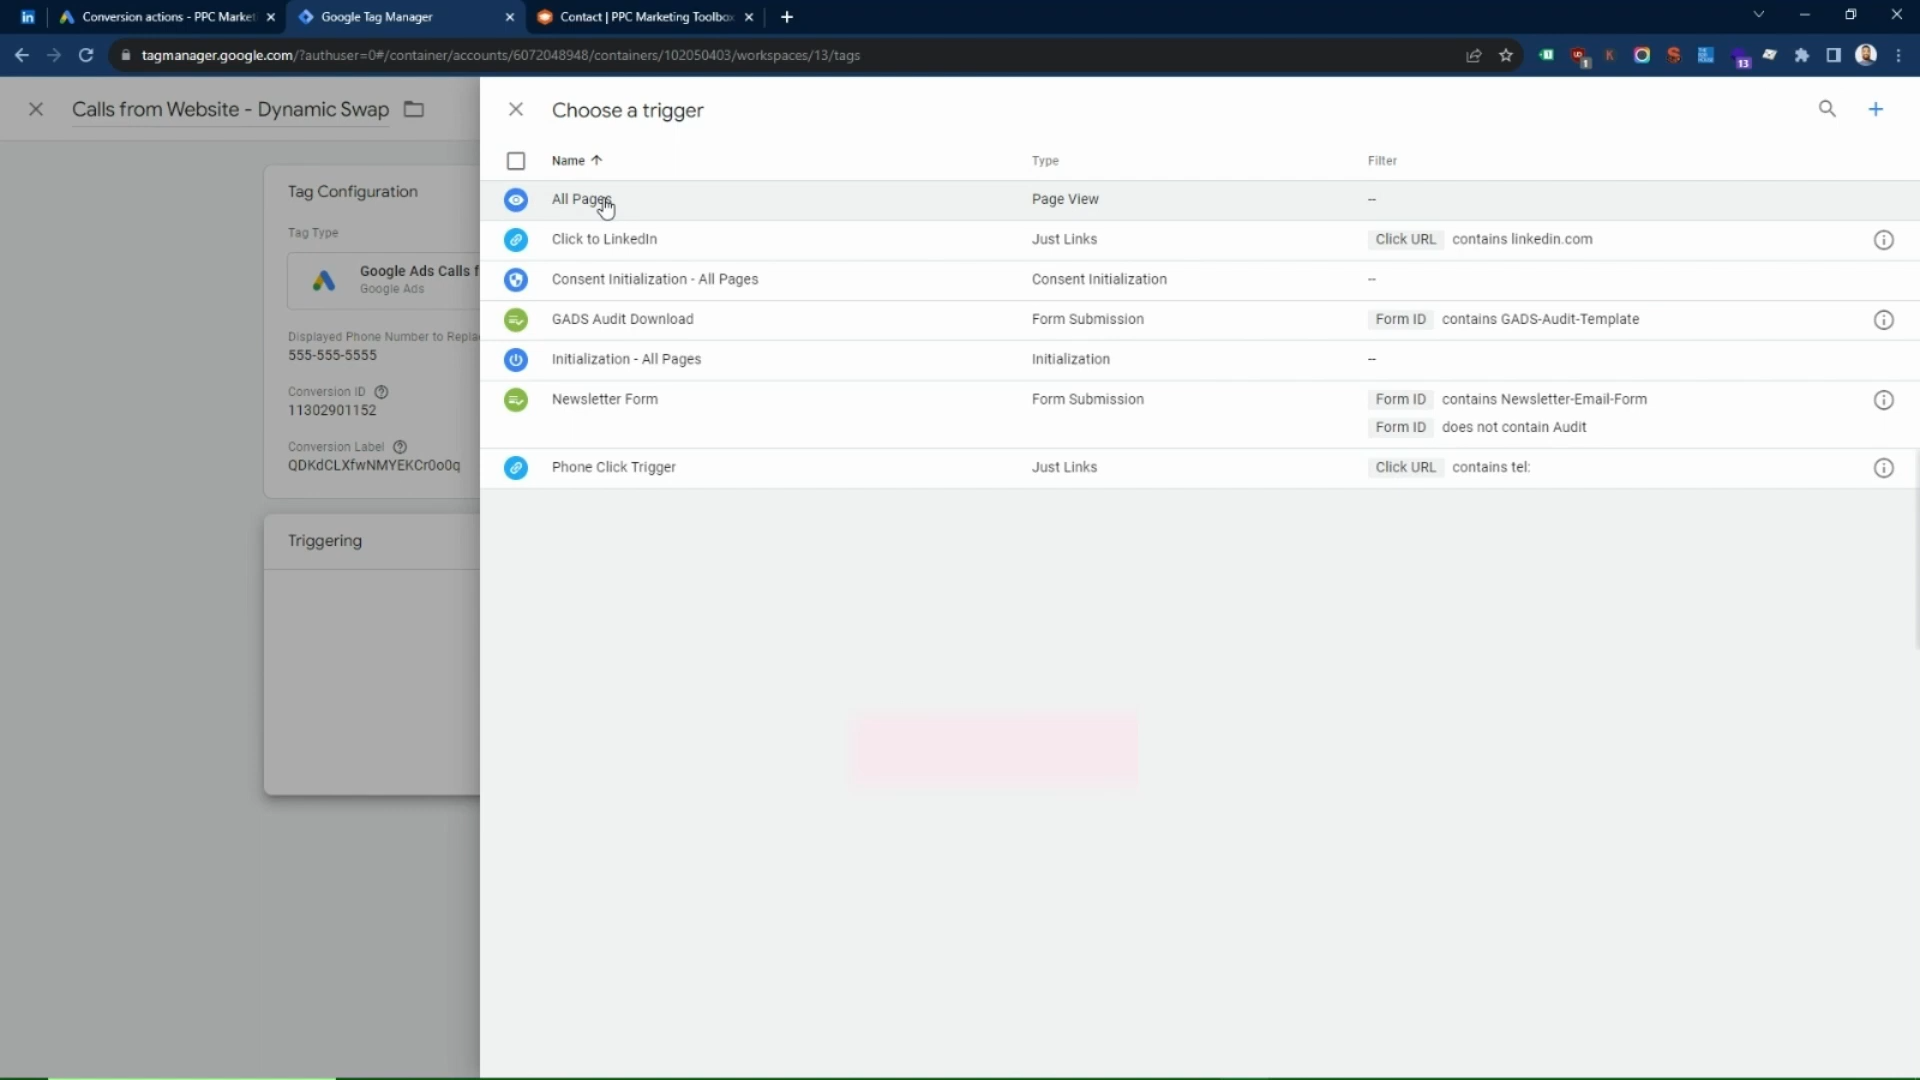 Conversion actions - PPC Market
Google Tag Manager
Contact | PPC Marketing Toolbox
tagmanager.google.com/?authuser=0#/container/accounts/6072048948/containers/102050403/workspaces/13/tags
1
13
Calls from Website - Dynamic Swap
Choose a trigger
Name
Type
Filter
All Pages
Page View
--
Click to LinkedIn
Just Links
Click URL contains linkedin.com
Consent Initialization - All Pages
Consent Initialization
--
GADS Audit Download
Form Submission
Form ID contains GADS-Audit-Template
Initialization - All Pages
Initialization
--
Newsletter Form
Form Submission
Form ID contains Newsletter-Email-Form
Form ID does not contain Audit
Phone Click Trigger
Just Links
Click URL contains tel:
Tag Configuration
Tag Type
Google Ads Calls f
Google Ads
Displayed Phone Number to Repla
555-555-5555
Conversion ID
11302901152
Conversion Label
QDKdCLXfwNMYEKCr0o0q
Triggering